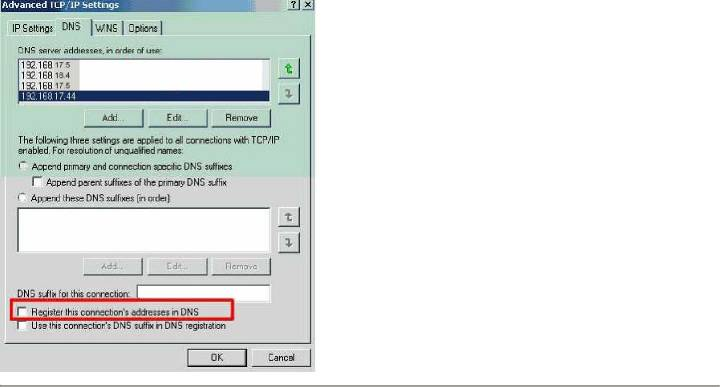 Advanced TCP/IP Settings ? X
IP Settings DNS WINS Options
DNS server addresses, in order of use:
192.168.17.5
192.168.18.4
192.168.17.5
192.168.17.44
Add... Edit... Remove
The following three settings are applied to all connections with TCP/IP
enabled. For resolution of unqualified names:
Append primary and connection specific DNS suffixes
Append parent suffixes of the primary DNS suffix
Append these DNS suffixes (in order):
Add... Edit... Remove
DNS suffix for this connection:
Register this connection's addresses in DNS
Use this connection's DNS suffix in DNS registration
OK Cancel